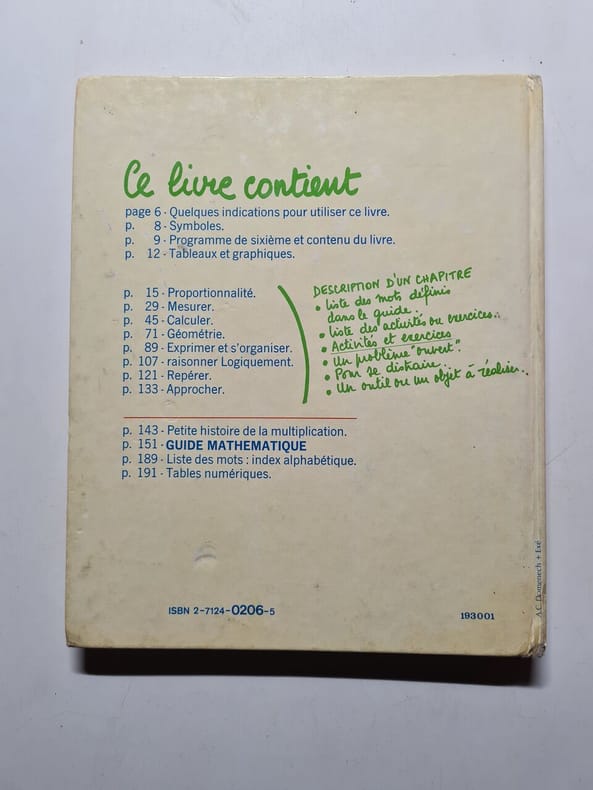 Ce livre contient
page 6 - Quelques indications pour utiliser ce livre.
p. 8 - Symboles.
p. 9 - Programme de sixième et contenu du livre.
p. 12 - Tableaux et graphiques.
p. 15 - Proportionnalité.
p. 29 - Mesurer.
p. 45 - Calculer.
p. 71 - Géométrie.
p. 89 - Exprimer et s'organiser.
p. 107 - raisonner Logiquement.
p. 121 - Repérer.
p. 133 - Approcher.
DESCRIPTION D'UN CHAPITRE
• liste des mots définis
dans le guide..
• liste des activités ou exercices..
• Activités et exercices
• Un problème "ouvert".
• Pour se distraire...
• Un outil ou un objet à réaliser..
p. 143 - Petite histoire de la multiplication.
p. 151 - GUIDE MATHEMATIQUE
p. 189 - Liste des mots : index alphabétique.
p. 191 - Tables numériques.
ISBN 2-7124-0206-5
193001
A.C. Domenech + Exé